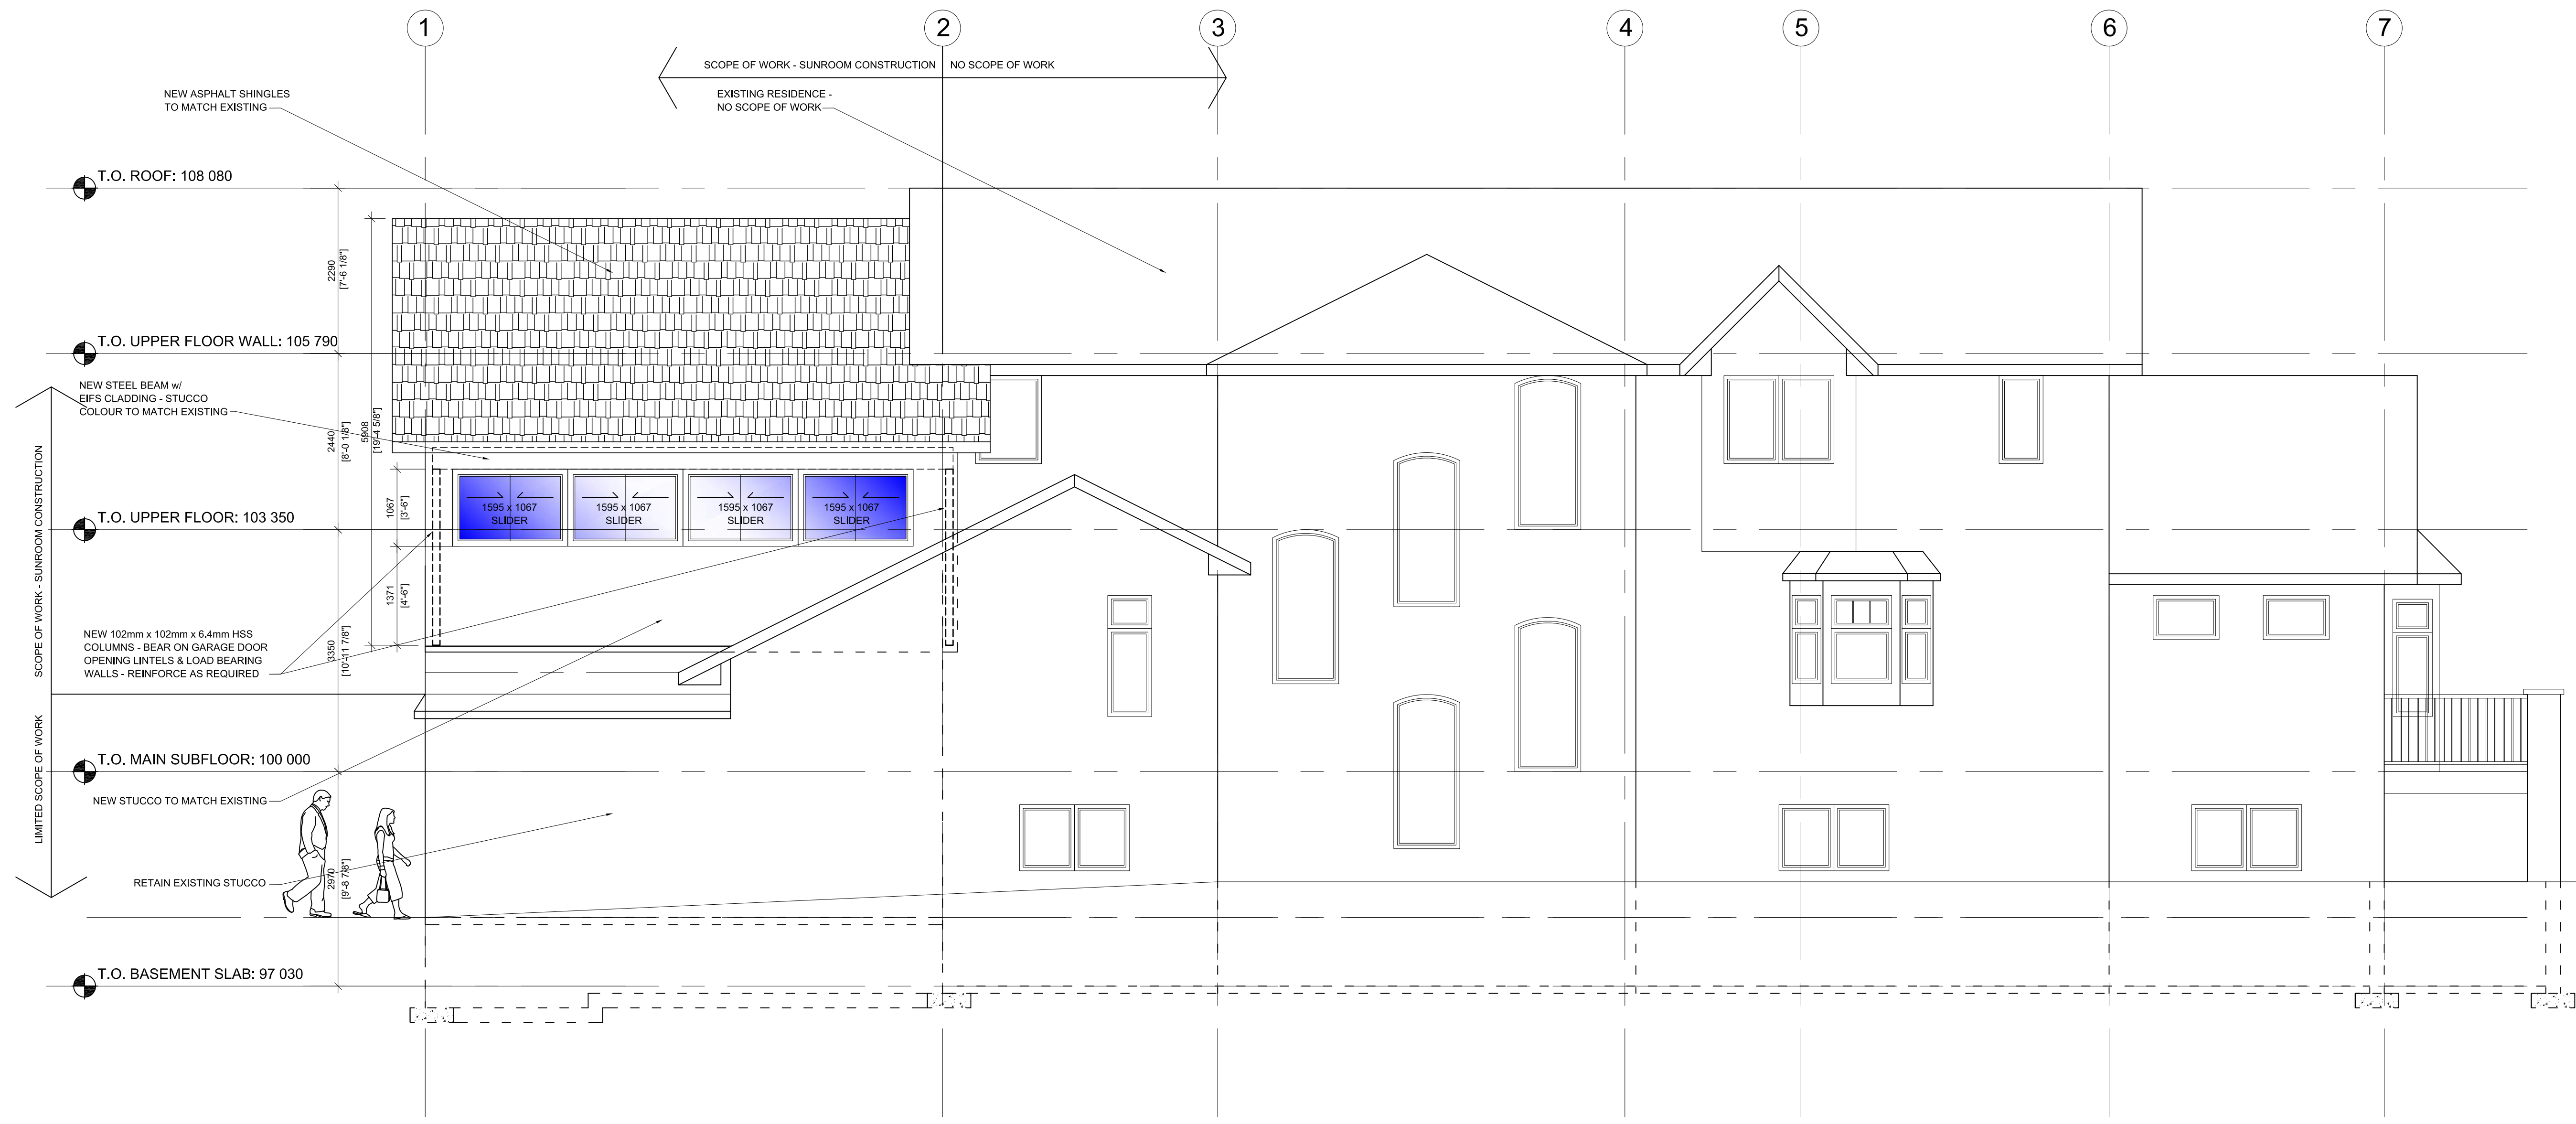 1
2
3
4
5
6
7
SCOPE OF WORK - SUNROOM CONSTRUCTION
NO SCOPE OF WORK
NEW ASPHALT SHINGLES
TO MATCH EXISTING
EXISTING RESIDENCE -
NO SCOPE OF WORK
T.O. ROOF: 108 080
2290
[7'-6 1/8"]
T.O. UPPER FLOOR WALL: 105 790
NEW STEEL BEAM w/
EIFS CLADDING - STUCCO
COLOUR TO MATCH EXISTING
2440
[8'-0 1/8"]
5908
[19'-4 5/8"]
SCOPE OF WORK - SUNROOM CONSTRUCTION
1067
[3'-6"]
1595 x 1067
SLIDER
1595 x 1067
SLIDER
1595 x 1067
SLIDER
1595 x 1067
SLIDER
T.O. UPPER FLOOR: 103 350
1371
[4'-6"]
NEW 102mm x 102mm x 6.4mm HSS
COLUMNS - BEAR ON GARAGE DOOR
OPENING LINTELS & LOAD BEARING
WALLS - REINFORCE AS REQUIRED
3350
[10'-11 7/8"]
LIMITED SCOPE OF WORK
T.O. MAIN SUBFLOOR: 100 000
NEW STUCCO TO MATCH EXISTING
RETAIN EXISTING STUCCO
2970
[9'-8 7/8"]
T.O. BASEMENT SLAB: 97 030